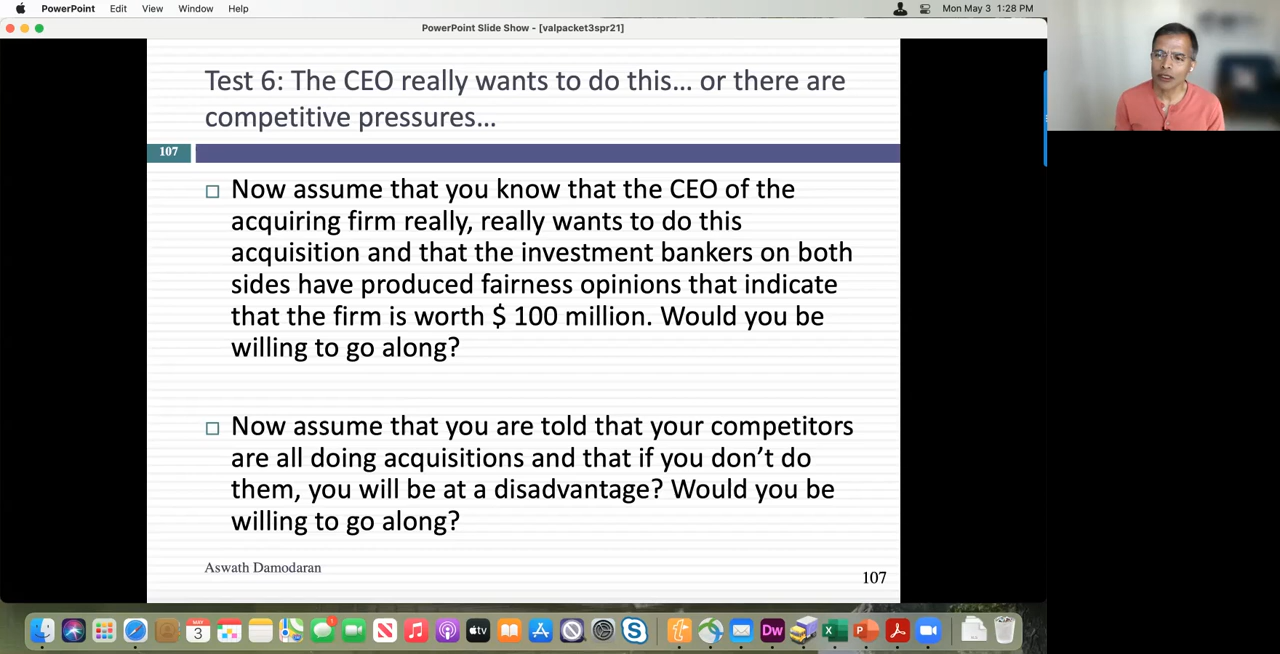 PowerPoint Edit View Window Help Mon May 3 1:28 PM
PowerPoint Slide Show - [valpacket3spr21]
Test 6: The CEO really wants to do this... or there are
competitive pressures...
107
Now assume that you know that the CEO of the
acquiring firm really, really wants to do this
acquisition and that the investment bankers on both
sides have produced fairness opinions that indicate
that the firm is worth $ 100 million. Would you be
willing to go along?
Now assume that you are told that your competitors
are all doing acquisitions and that if you don’t do
them, you will be at a disadvantage? Would you be
willing to go along?
Aswath Damodaran
107
MAY
3
1
tv
Dw
X
P